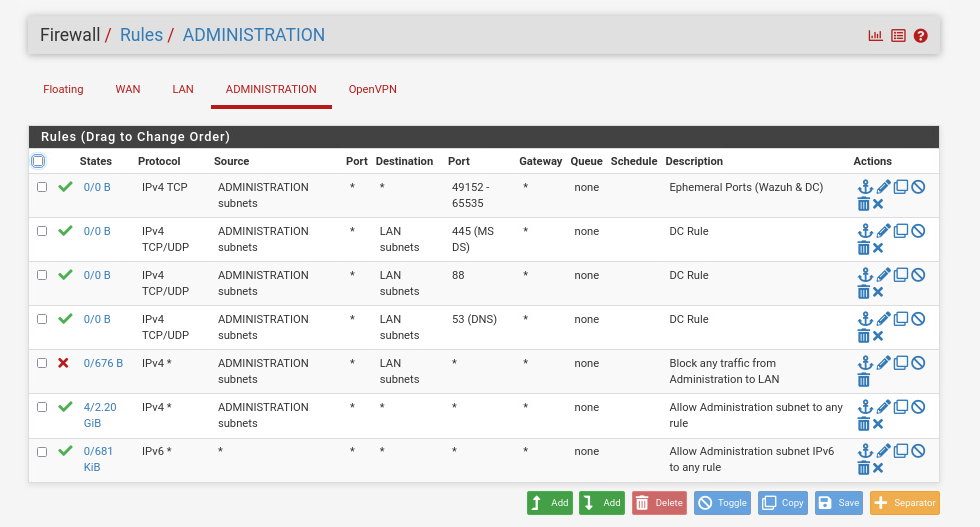 Firewall / Rules / ADMINISTRATION
Floating WAN LAN ADMINISTRATION OpenVPN
Rules (Drag to Change Order)
States Protocol Source Port Destination Port Gateway Queue Schedule Description Actions
0/0 B IPv4 TCP ADMINISTRATION * * 49152 - * none Ephemeral Ports (Wazuh & DC)
subnets 65535
0/0 B IPv4 ADMINISTRATION * LAN 445 (MS * none DC Rule
TCP/UDP subnets subnets DS)
0/0 B IPv4 ADMINISTRATION * LAN 88 * none DC Rule
TCP/UDP subnets subnets
0/0 B IPv4 ADMINISTRATION * LAN 53 (DNS) * none DC Rule
TCP/UDP subnets subnets
0/676 B IPv4 * ADMINISTRATION * LAN * * none Block any traffic from
subnets subnets Administration to LAN
4/2.20 IPv4 * ADMINISTRATION * * * * none Allow Administration subnet to any
GiB subnets rule
0/681 IPv6 * * * * * * none Allow Administration subnet IPv6
KiB to any rule
Add Add Delete Toggle Copy Save Separator